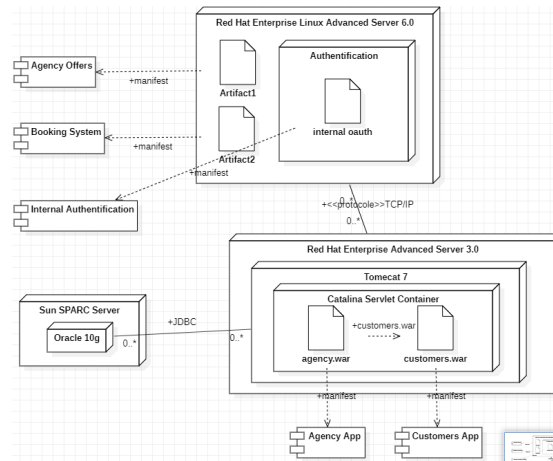 Red Hat Enterprise Linux Advanced Server 6.0
Agency Offers
+manifest
Artifact1
Authentification
internal oauth
Booking System
+manifest
Artifact2
+manifest
Internal Authentification
0..*
+<<protocole>>TCP/IP
0..*
Red Hat Enterprise Advanced Server 3.0
Tomecat 7
Catalina Servlet Container
Sun SPARC Server
Oracle 10g
+JDBC
0..*
0..*
+customers.war
agency.war
customers.war
+manifest
+manifest
Agency App
Customers App